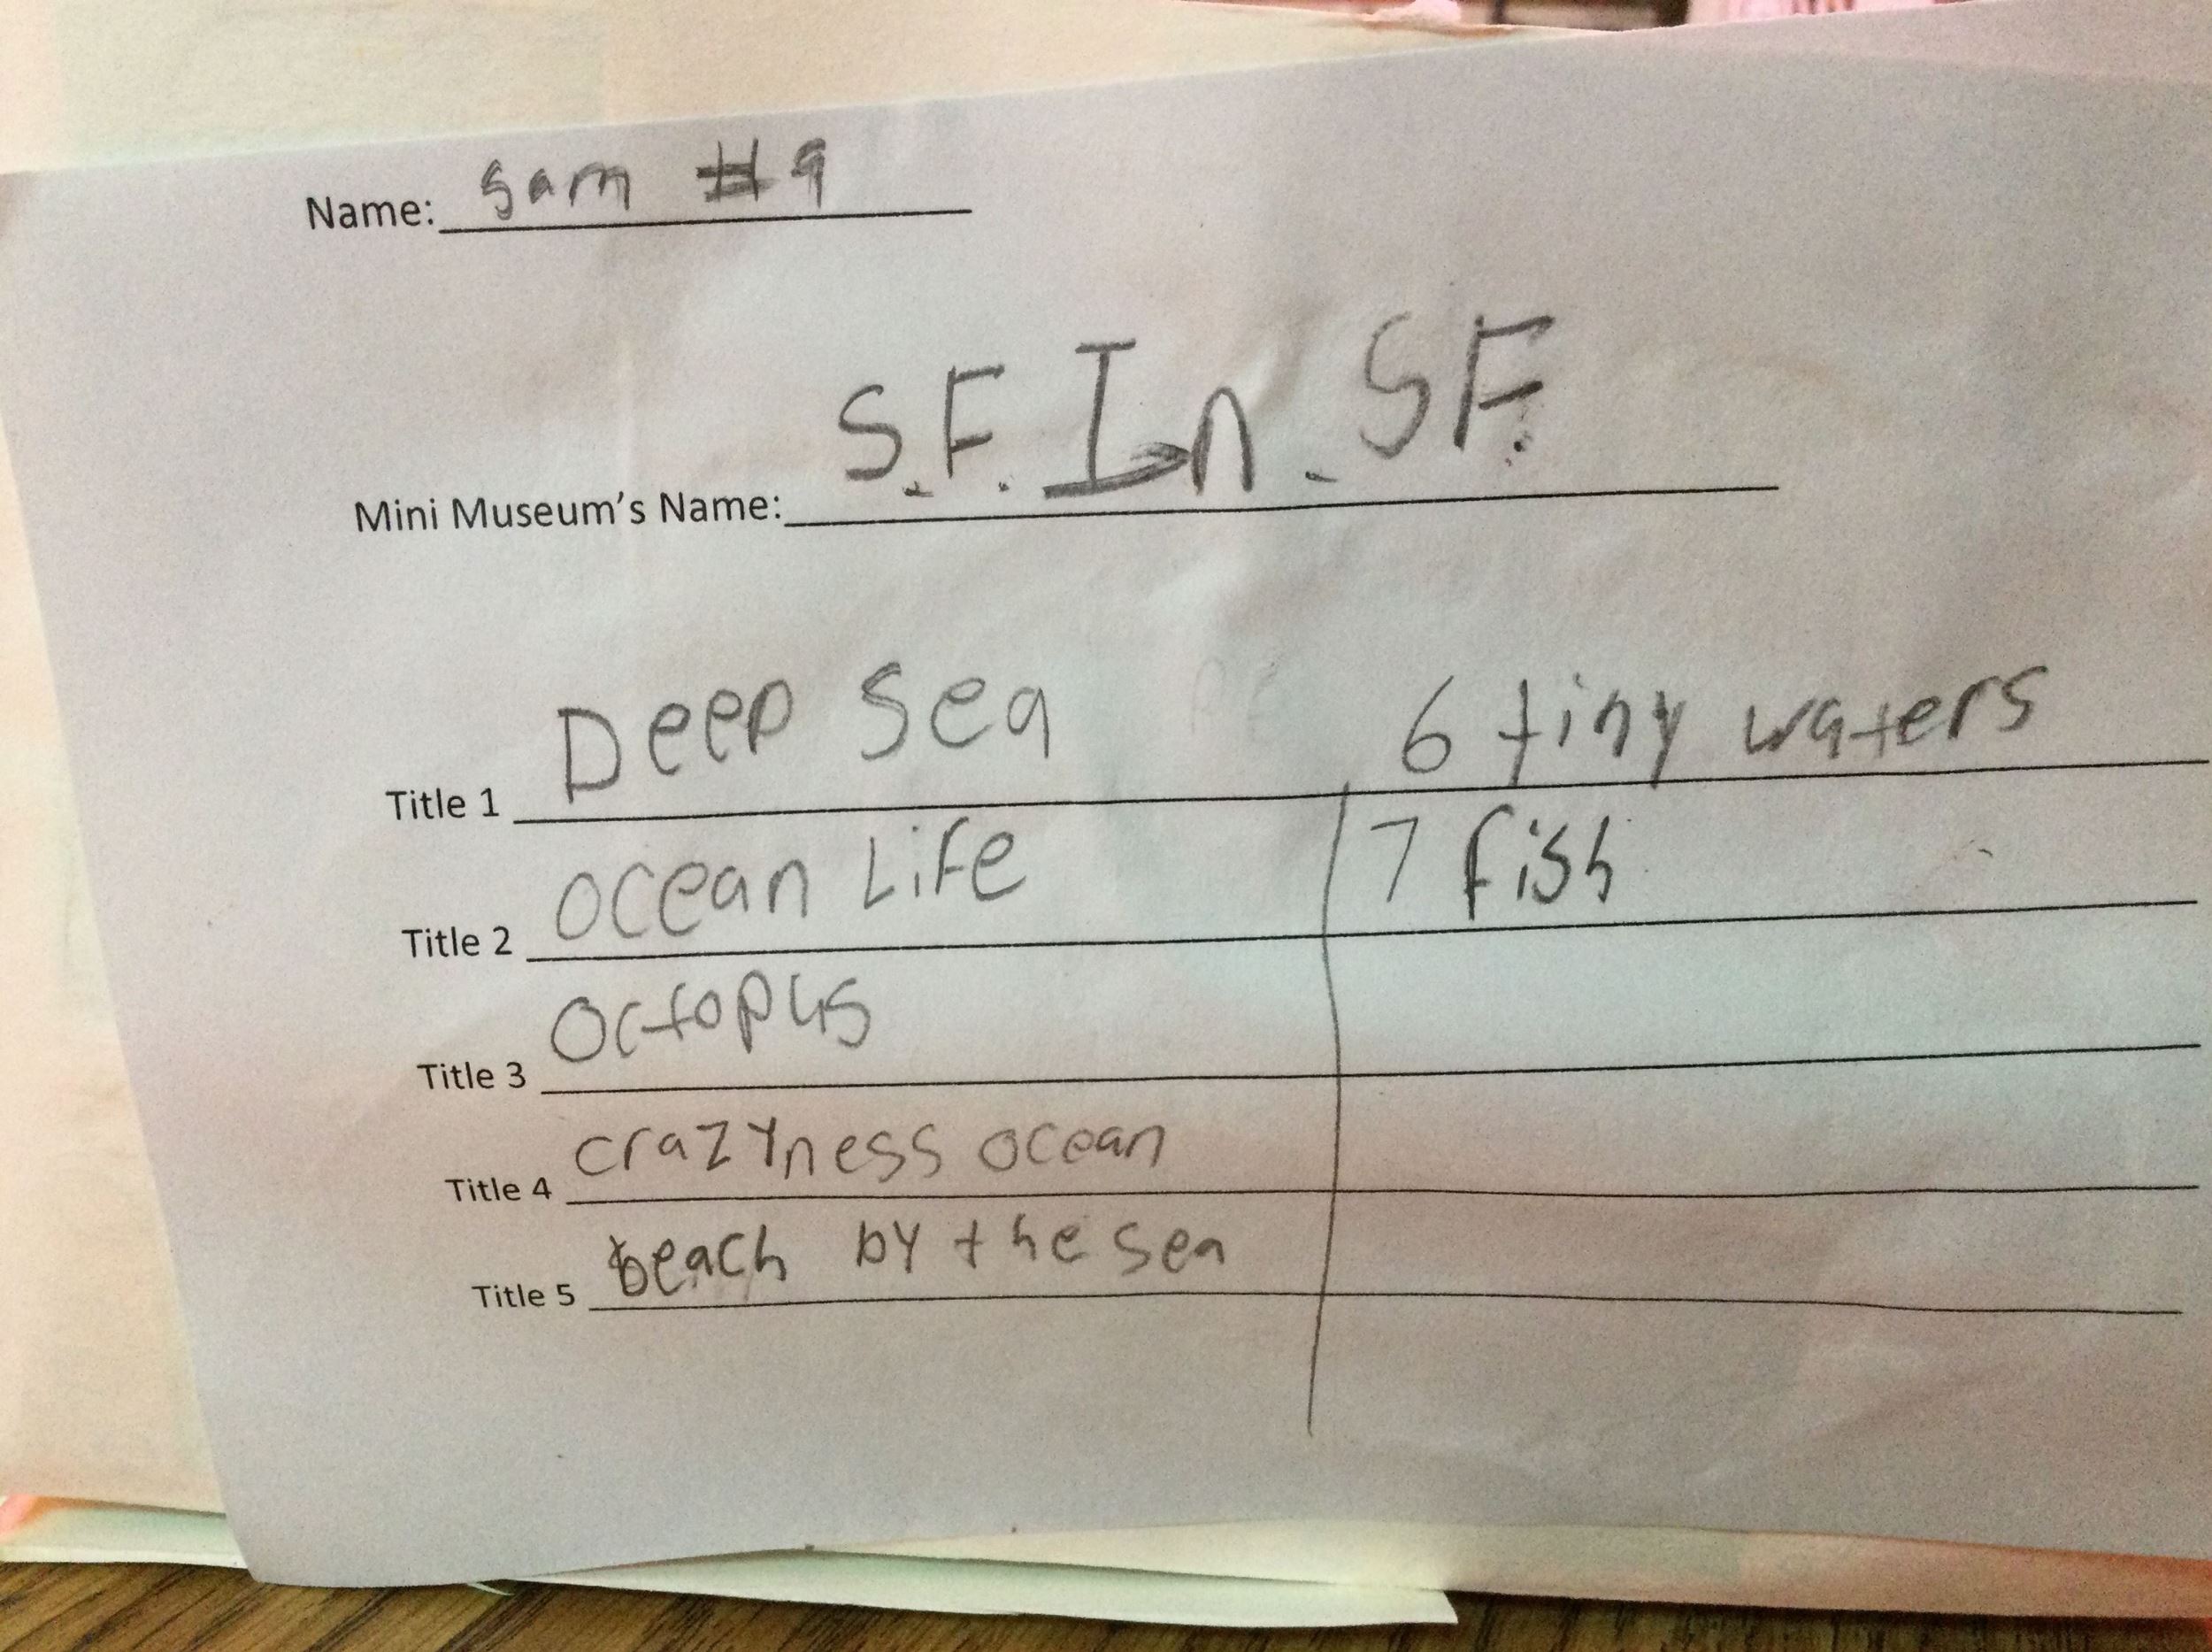 Name: Sam #9
Mini Museum's Name: S.F. In . SF.
Title 1 Deep Sea 6 tiny waters
Title 2 Ocean Life 7 fish
Title 3 Octopus
Title 4 crazyness ocean
Title 5 beach by the sea